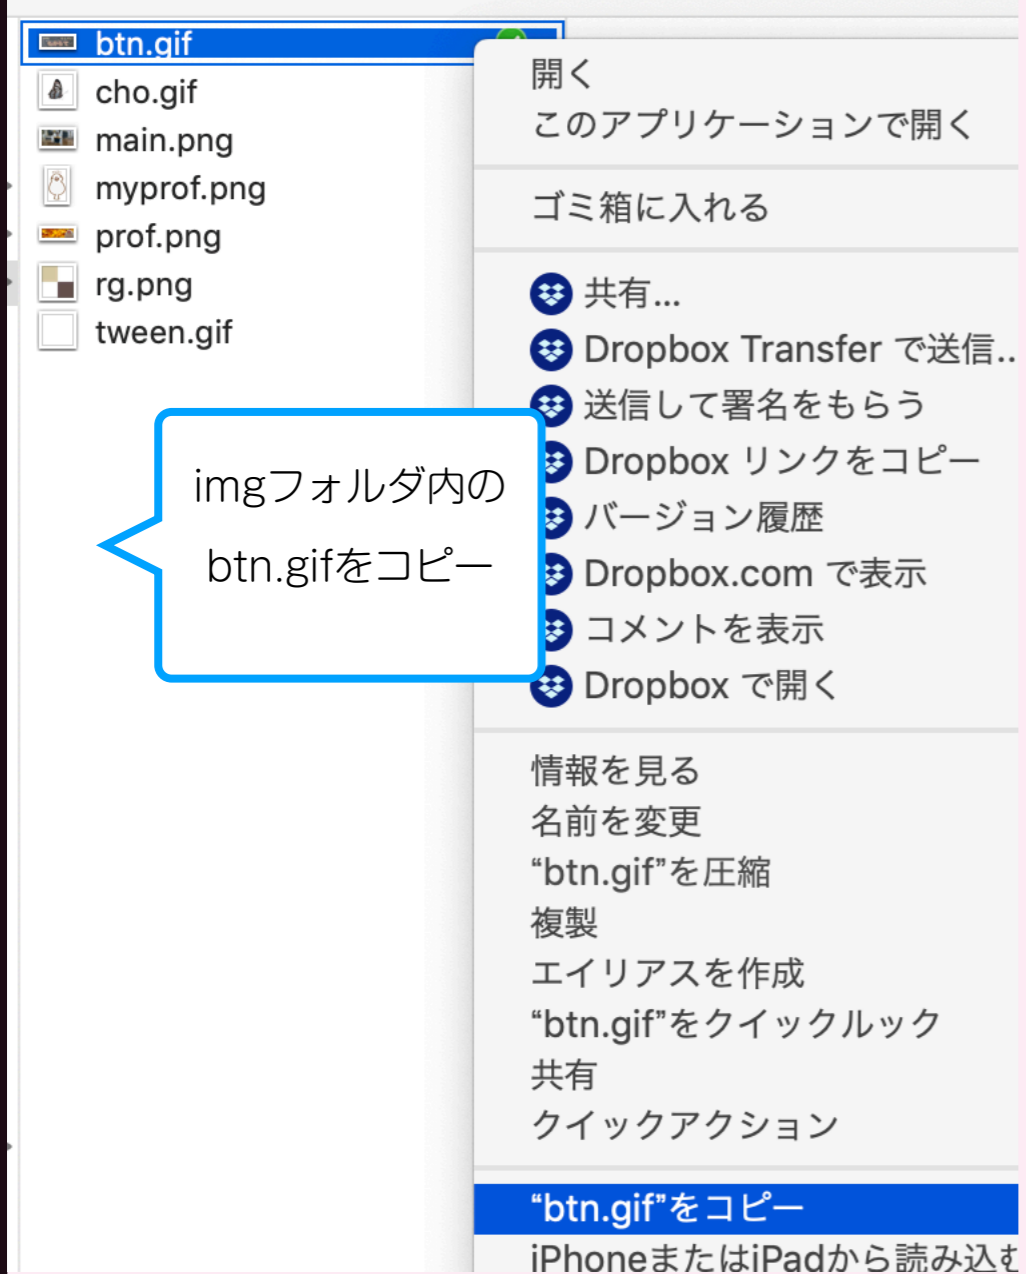 btn.gif
cho.gif
main.png
myprof.png
prof.png
rg.png
tween.gif
imgフォルダ内の
btn.gifをコピー
開く
このアプリケーションで開く
ゴミ箱に入れる
共有...
Dropbox Transfer で送信..
送信して署名をもらう
Dropbox リンクをコピー
バージョン履歴
Dropbox.com で表示
コメントを表示
Dropbox で開く
情報を見る
名前を変更
“btn.gif”を圧縮
複製
エイリアスを作成
“btn.gif”をクイックルック
共有
クイックアクション
“btn.gif”をコピー
iPhoneまたはiPadから読み込む